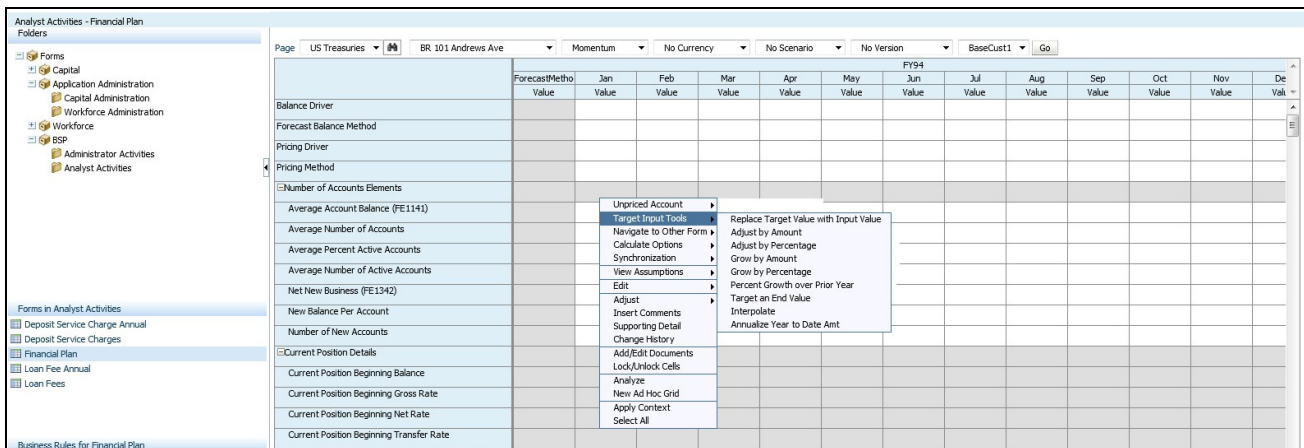 Analyst Activities - Financial Plan
Folders
Forms
Capital
Application Administration
Capital Administration
Workforce Administration
Workforce
BSP
Administrator Activities
Analyst Activities
Forms in Analyst Activities
Deposit Service Charge Annual
Deposit Service Charges
Financial Plan
Loan Fee Annual
Loan Fees
Business Rules for Financial Plan
Page US Treasuries BR 101 Andrews Ave Momentum No Currency No Scenario No Version BaseCust1 Go
FY94
ForecastMetho Jan Feb Mar Apr May Jun Jul Aug Sep Oct Nov De
Value Value Value Value Value Value Value Value Value Value Value Value Valu
Balance Driver
Forecast Balance Method
Pricing Driver
Pricing Method
Number of Accounts Elements
Average Account Balance (FE1141)
Average Number of Accounts
Average Percent Active Accounts
Average Number of Active Accounts
Net New Business (FE1342)
New Balance Per Account
Number of New Accounts
Current Position Details
Current Position Beginning Balance
Current Position Beginning Gross Rate
Current Position Beginning Net Rate
Current Position Beginning Transfer Rate
Unpriced Account
Target Input Tools
Navigate to Other Form
Calculate Options
Synchronization
View Assumptions
Edit
Adjust
Insert Comments
Supporting Detail
Change History
Add/Edit Documents
Lock/Unlock Cells
Analyze
New Ad Hoc Grid
Apply Context
Select All
Replace Target Value with Input Value
Adjust by Amount
Adjust by Percentage
Grow by Amount
Grow by Percentage
Percent Growth over Prior Year
Target an End Value
Interpolate
Annualize Year to Date Amt